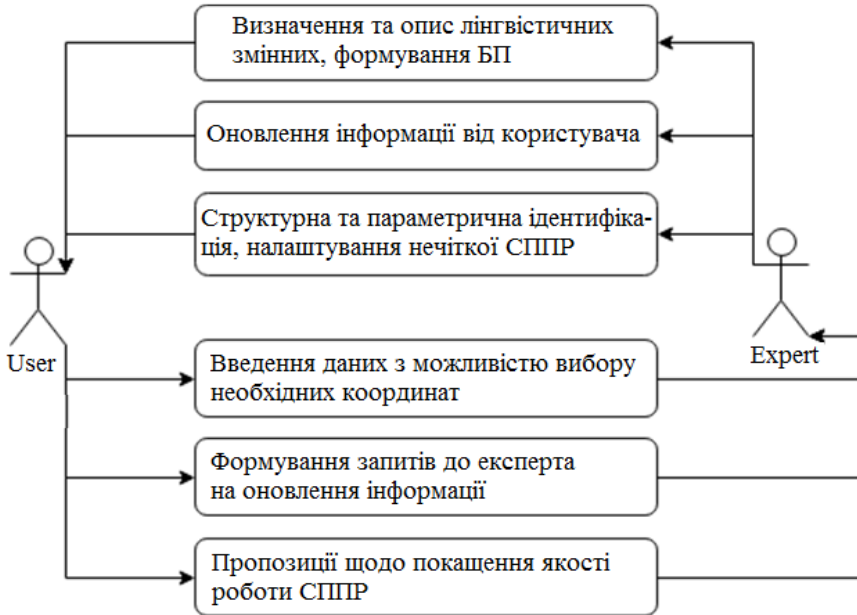 Визначення та опис лінгвістичних
змінних, формування БП
Оновлення інформації від користувача
Структурна та параметрична ідентифіка-
ція, налаштування нечіткої СППР
User
Expert
Введення даних з можливістю вибору
необхідних координат
Формування запитів до експерта
на оновлення інформації
Пропозиції щодо покащення якості
роботи СППР